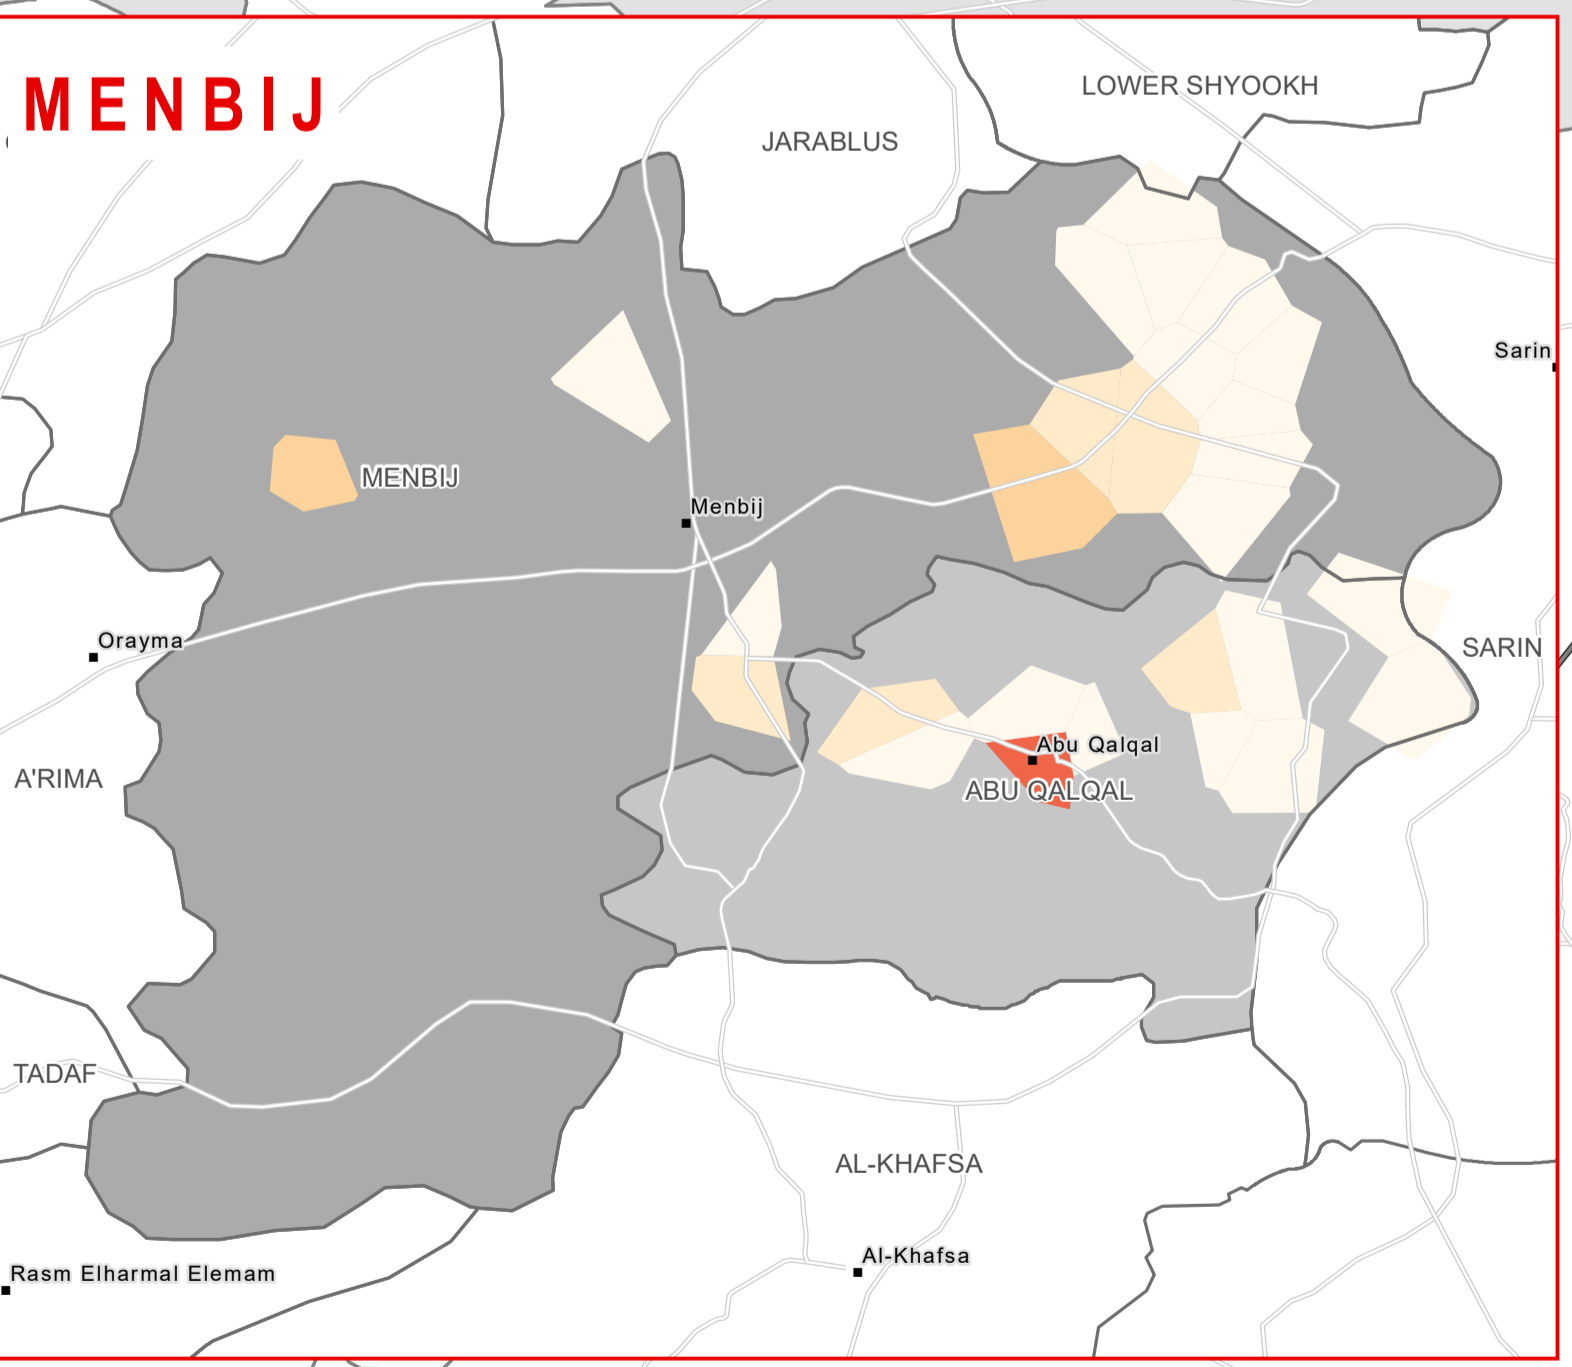 MENBIJ
LOWER SHYOOKH
JARABLUS
Sarin
MENBIJ
Menbij
Orayma
SARIN
Abu Qalqal
A'RIMA
ABU QALQAL
TADAF
AL-KHAFSA
Al-Khafsa
Rasm Elharmal Elemam